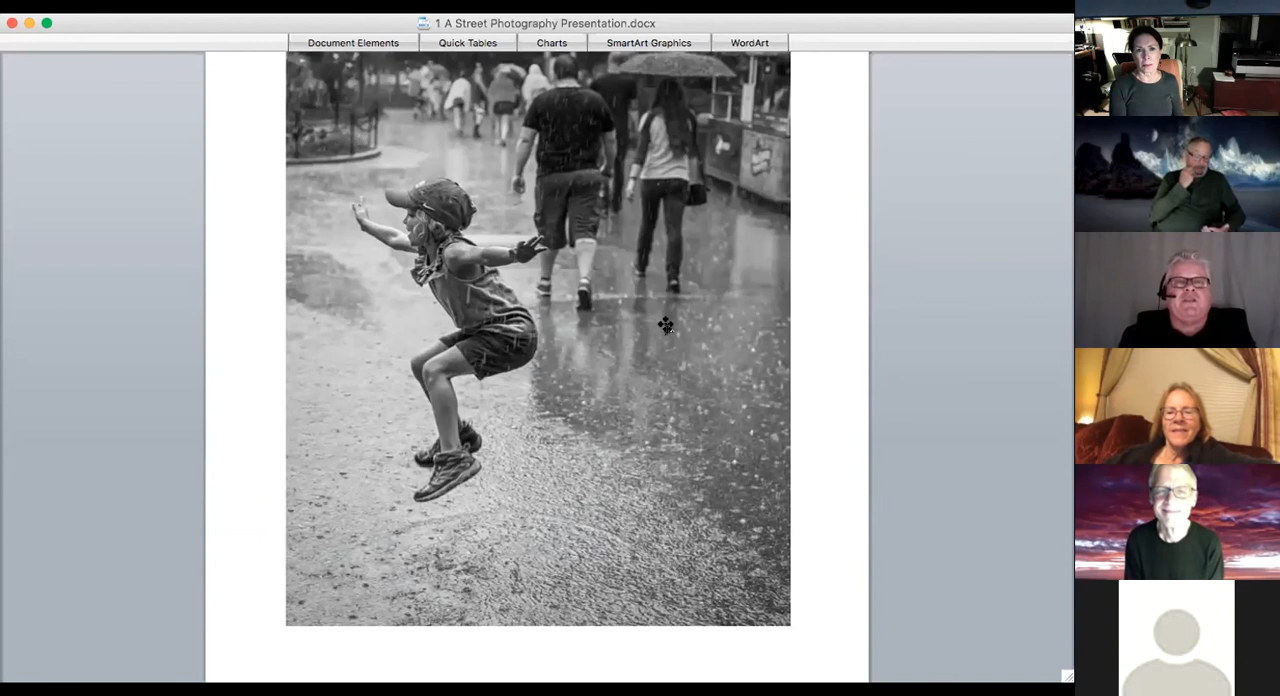 1 A Street Photography Presentation.docx
Document Elements
Quick Tables
Charts
SmartArt Graphics
WordArt